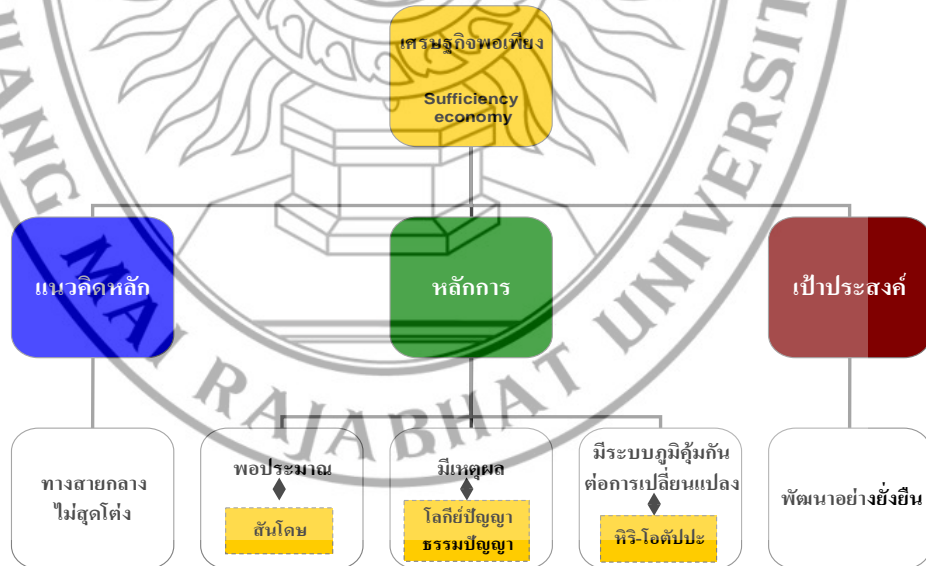 เศรษฐกิจพอเพียง
Sufficiency
economy
แนวคิดหลัก
หลักการ
เป้าประสงค์
ทางสายกลาง
ไม่สุดโต่ง
พอประมาณ
สันโดษ
มีเหตุผล
โลกีย์ปัญญา
ธรรมปัญญา
มีระบบภูมิคุ้มกัน
ต่อการเปลี่ยนแปลง
หิริ-โอตัปปะ
พัฒนาอย่างยั่งยืน
ANG MAI RAJABHAT UNIVERSIT